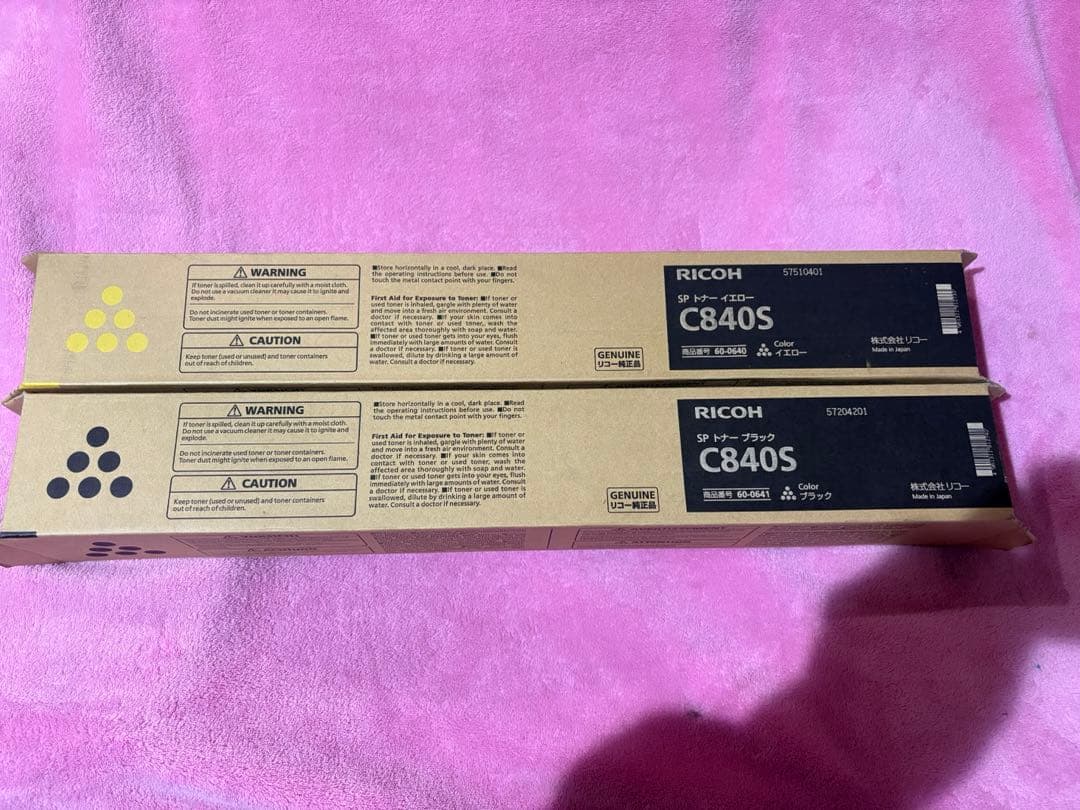 WARNING
If toner is spilled, clean it up carefully with a moist cloth.
Do not use a vacuum cleaner it may cause it to ignite and
explode.
Do not incinerate used toner or toner containers.
Toner dust might ignite when exposed to an open flame.
CAUTION
Keep toner (used or unused) and toner containers
out of reach of children.
■Store horizontally in a cool, dark place. ■Read
the operating instructions before use. ■Do not
touch the metal contact point with your fingers.
First Aid for Exposure to Toner: ■If toner or
used toner is inhaled, gargle with plenty of water
and move into a fresh air environment. Consult a
doctor if necessary. ■If your skin comes into
contact with toner or used toner, wash the
affected area thoroughly with soap and water.
■If toner or used toner gets into your eyes, flush
immediately with large amounts of water. Consult
a doctor if necessary. ■If toner or used toner is
swallowed, dilute by drinking a large amount of
water. Consult a doctor if necessary.
GENUINE
リコー純正品
RICOH
57510401
SP トナー イエロー
C840S
商品番号 60-0640
Color
イエロー
株式会社リコー
Made in Japan
WARNING
If toner is spilled, clean it up carefully with a moist cloth.
Do not use a vacuum cleaner it may cause it to ignite and
explode.
Do not incinerate used toner or toner containers.
Toner dust might ignite when exposed to an open flame.
CAUTION
Keep toner (used or unused) and toner containers
out of reach of children.
■Store horizontally in a cool, dark place. ■Read
the operating instructions before use. ■Do not
touch the metal contact point with your fingers.
First Aid for Exposure to Toner: ■If toner or
used toner is inhaled, gargle with plenty of water
and move into a fresh air environment. Consult a
doctor if necessary. ■If your skin comes into
contact with toner or used toner, wash the
affected area thoroughly with soap and water.
■If toner or used toner gets into your eyes, flush
immediately with large amounts of water. Consult
a doctor if necessary. ■If toner or used toner is
swallowed, dilute by drinking a large amount of
water. Consult a doctor if necessary.
GENUINE
リコー純正品
RICOH
57204201
SP トナー ブラック
C840S
商品番号 60-0641
Color
ブラック
株式会社リコー
Made in Japan